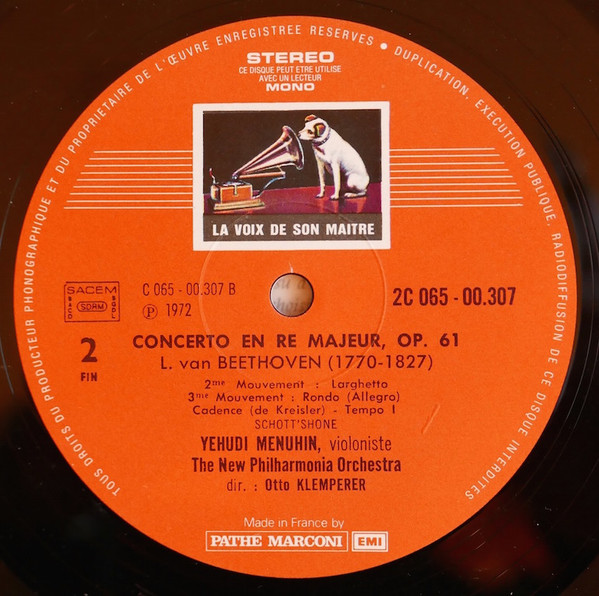 TOUS DROITS DU PRODUCTEUR PHONOGRAPHIQUE ET DU PROPRIETAIRE DE L'ŒUVRE ENREGISTREE RESERVES • DUPLICATION, EXECUTION PUBLIQUE, RADIODIFFUSION DE CE DISQUE INTERDITES
STEREO
CE DISQUE PEUT ETRE UTILISE
AVEC UN LECTEUR
MONO
LA VOIX DE SON MAITRE
SACEM
SACD SDRM SGDL
C 065 - 00.307 B
Ⓟ 1972
2C 065 - 00.307
2
FIN
CONCERTO EN RE MAJEUR, OP. 61
L. van BEETHOVEN (1770-1827)
2me Mouvement : Larghetto
3me Mouvement : Rondo (Allegro)
Cadence (de Kreisler) - Tempo I
SCHOTT'SHONE
YEHUDI MENUHIN, violoniste
The New Philharmonia Orchestra
dir. : Otto KLEMPERER
Made in France by
PATHE MARCONI EMI